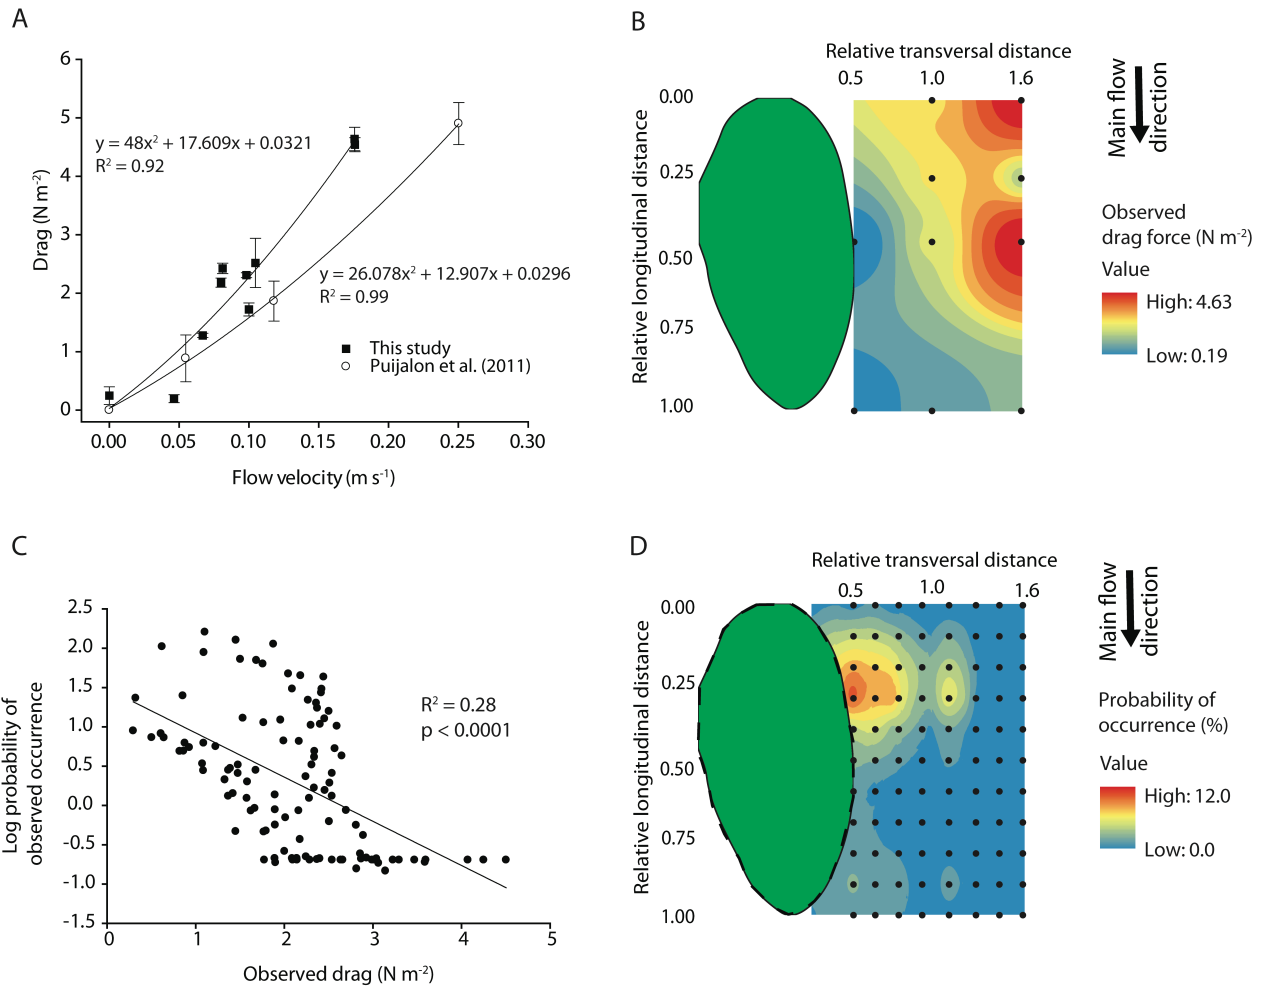 A
6
5
4
3
2
1
0
Drag (N m-2)
y = 48x² + 17.609x + 0.0321
R² = 0.92
y = 26.078x² + 12.907x + 0.0296
R² = 0.99
This study
Puijalon et al. (2011)
0.00 0.05 0.10 0.15 0.20 0.25 0.30
Flow velocity (m s-1)
B
Relative transversal distance
0.5 1.0 1.6
0.00
0.25
0.50
0.75
1.00
Relative longitudinal distance
Main flow
direction
Observed
drag force (N m-2)
Value
High: 4.63
Low: 0.19
C
2.5
2.0
1.5
1.0
0.5
0.0
-0.5
-1.0
-1.5
Log probability of
observed occurrence
R² = 0.28
p < 0.0001
0 1 2 3 4 5
Observed drag (N m-2)
D
Relative transversal distance
0.5 1.0 1.6
0.00
0.25
0.50
0.75
1.00
Relative longitudinal distance
Main flow
direction
Probability of
occurrence (%)
Value
High: 12.0
Low: 0.0